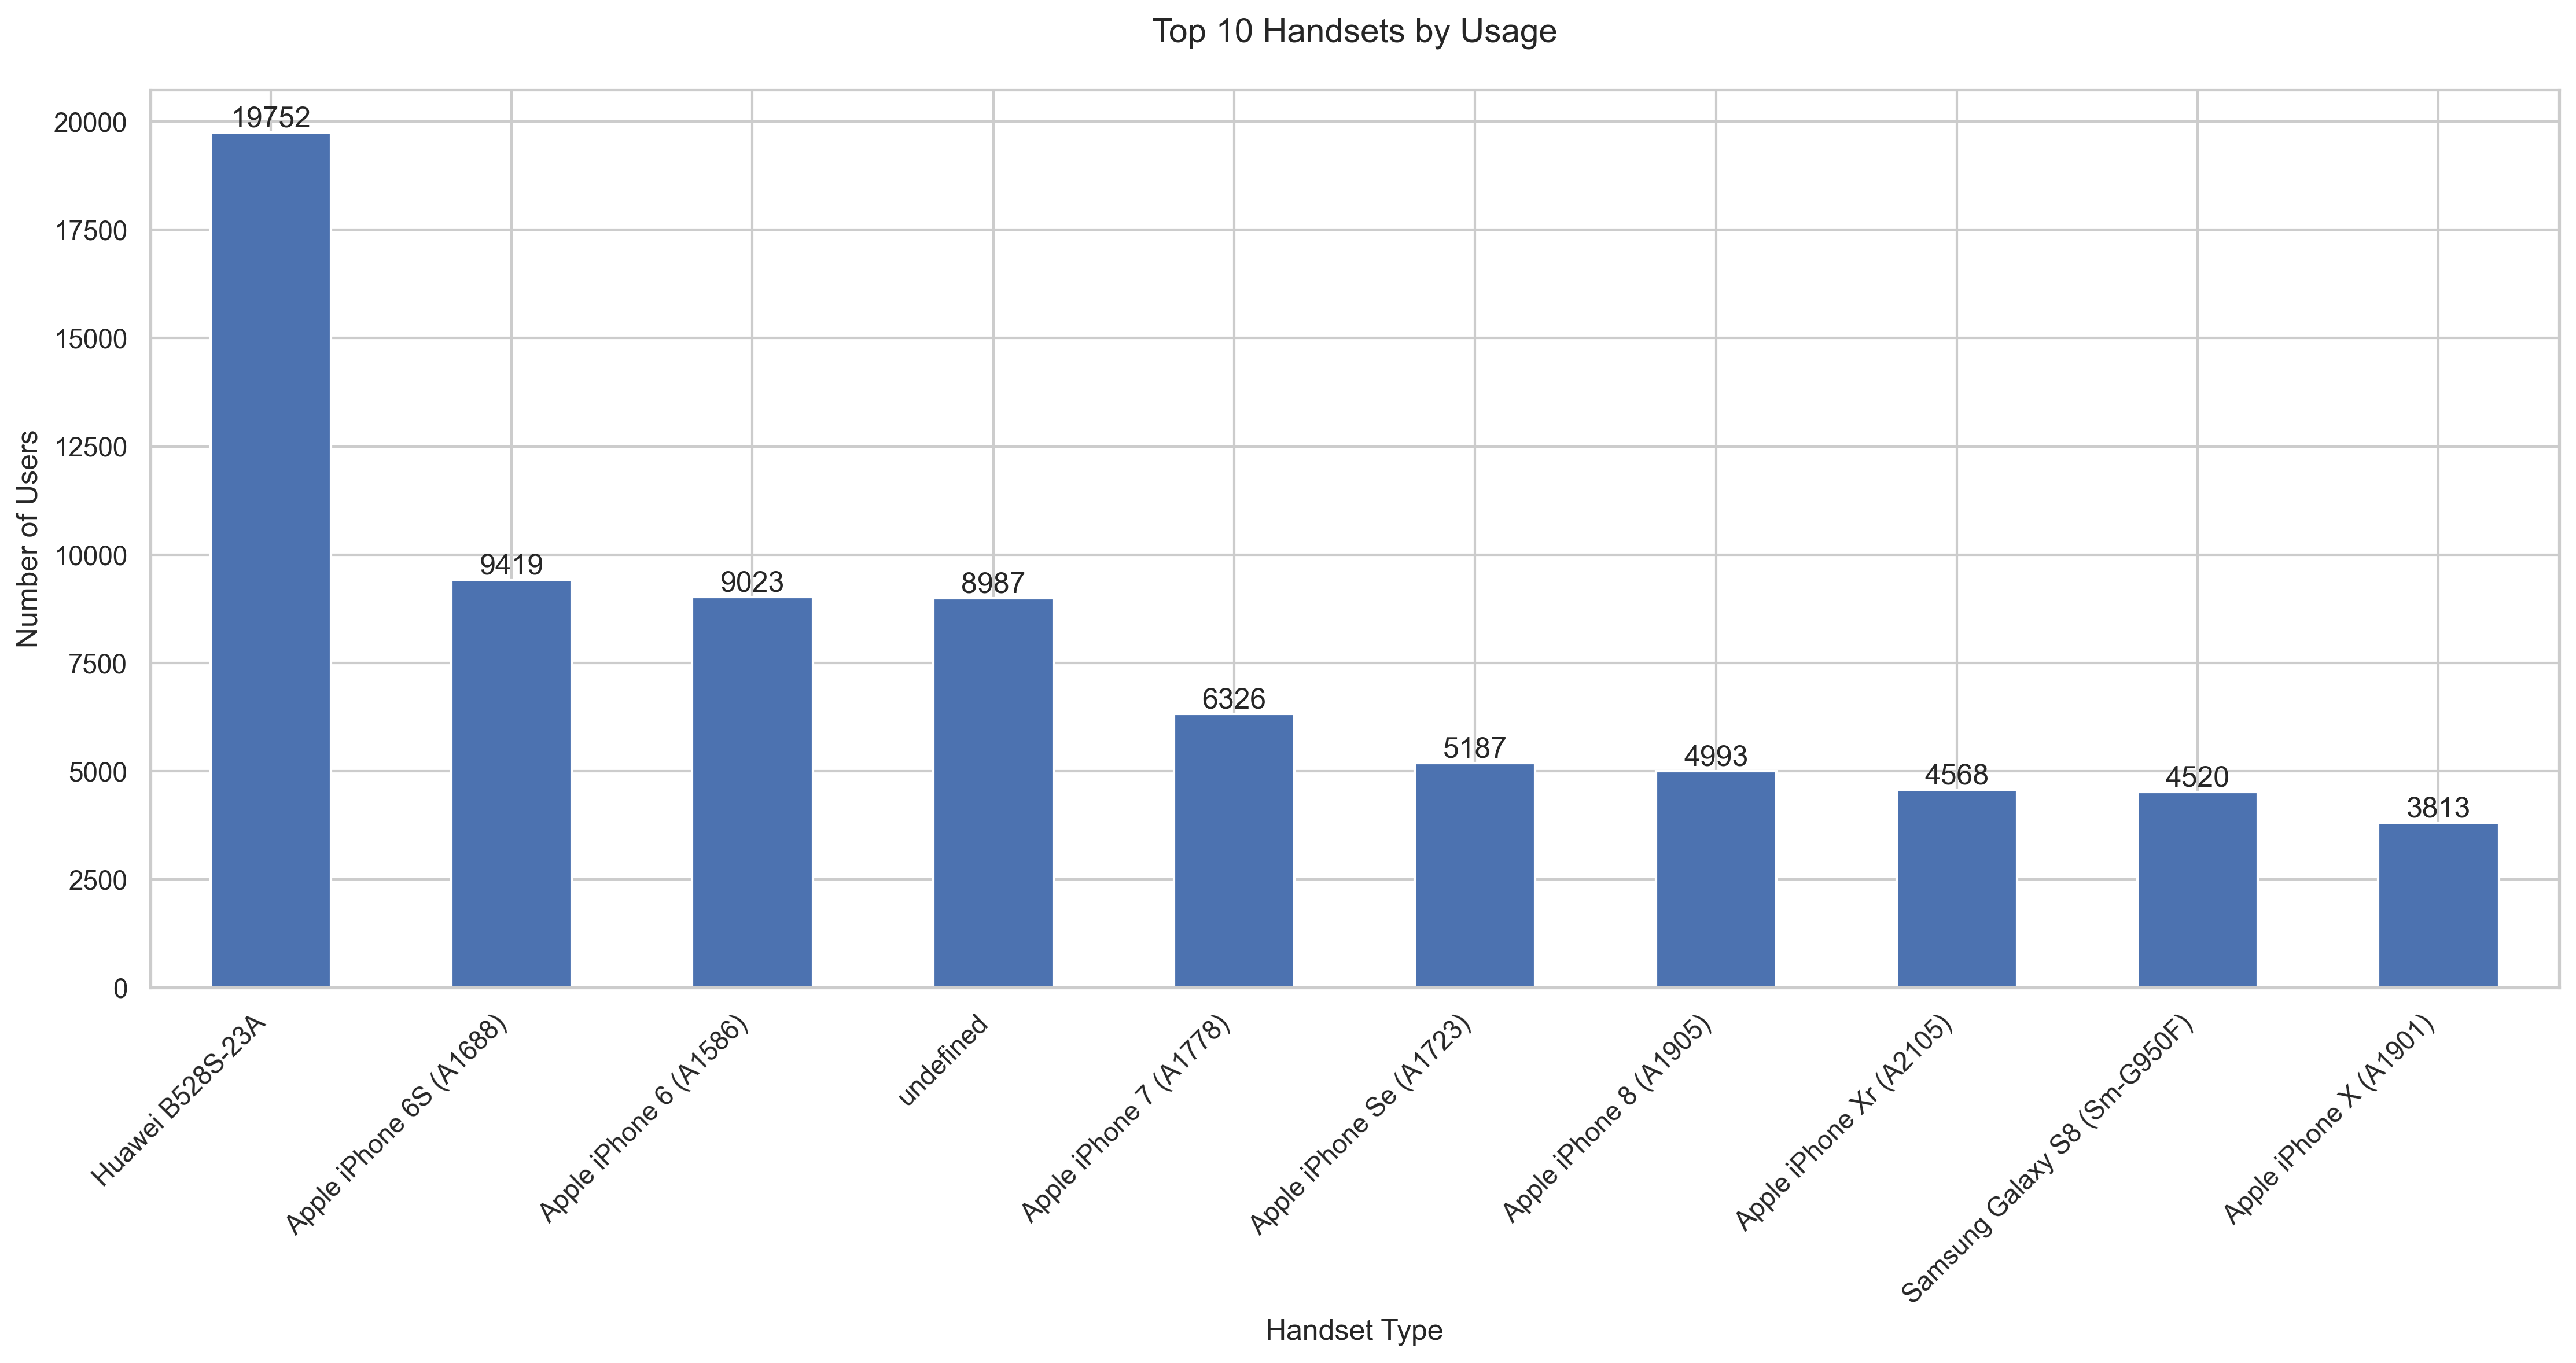 Top 10 Handsets by Usage
Number of Users
20000
17500
15000
12500
10000
7500
5000
2500
0
19752
9419
9023
8987
6326
5187
4993
4568
4520
3813
Huawei B528S-23A
Apple iPhone 6S (A1688)
Apple iPhone 6 (A1586)
undefined
Apple iPhone 7 (A1778)
Apple iPhone Se (A1723)
Apple iPhone 8 (A1905)
Apple iPhone Xr (A2105)
Samsung Galaxy S8 (Sm-G950F)
Apple iPhone X (A1901)
Handset Type